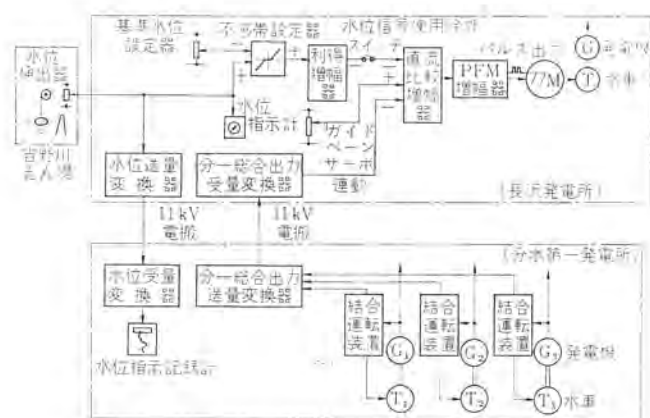 基準水位
設定器
不感帯設定器
水位信号使用
スイッチ
水位
検出器
利得
増幅
器
直流
比較
増幅
器
パルス出力
PFM
増幅器
77M
G
発電機
T
水車
水位
指示計
ガイド
ベーン
サーボ
連動
吉野川
水位送量
変換器
分一総合出力
受量変換器
(長沢発電所)
11kV
電搬
11kV
電搬
(分水第一発電所)
水位受量
変換器
分一総合出力
送量変換器
結合
運転
装置
結合
運転
装置
結合
運転
装置
水位指示記録計
G₁
G₂
発電機
T₁
T₂
水車